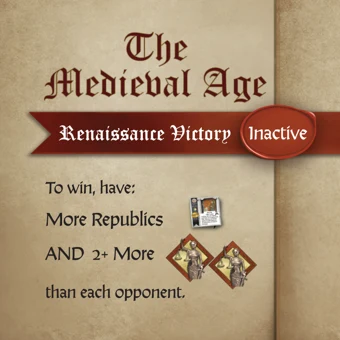 The
Medieval Age
Renaissance Victory Inactive
To win, have:
More Republics
AND 2+ More
than each opponent.